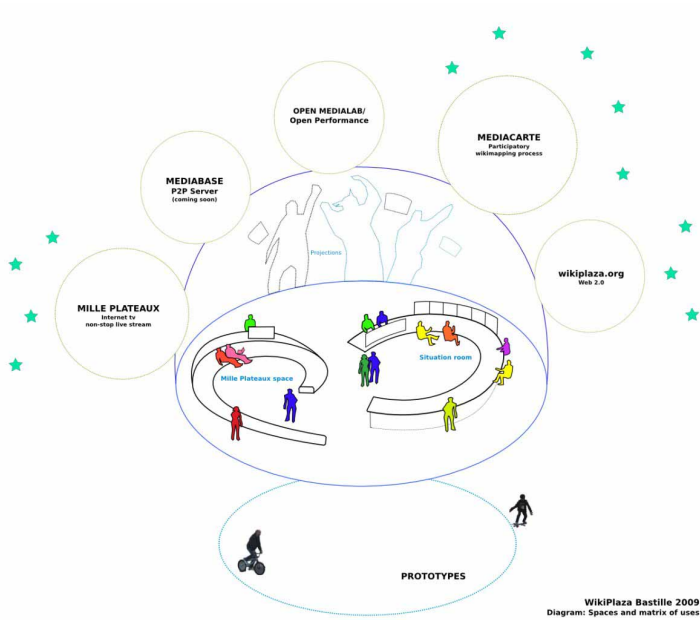 OPEN MEDIALAB/
Open Performance
MEDIACARTE
Participatory
wikimapping process
MEDIABASE
P2P Server
(coming soon)
Projections
wikiplaza.org
Web 2.0
MILLE PLATEAUX
Internet tv
non-stop live stream
Mille Plateaux space
Situation room
PROTOTYPES
WikiPlaza Bastille 2009
Diagram: Spaces and matrix of uses